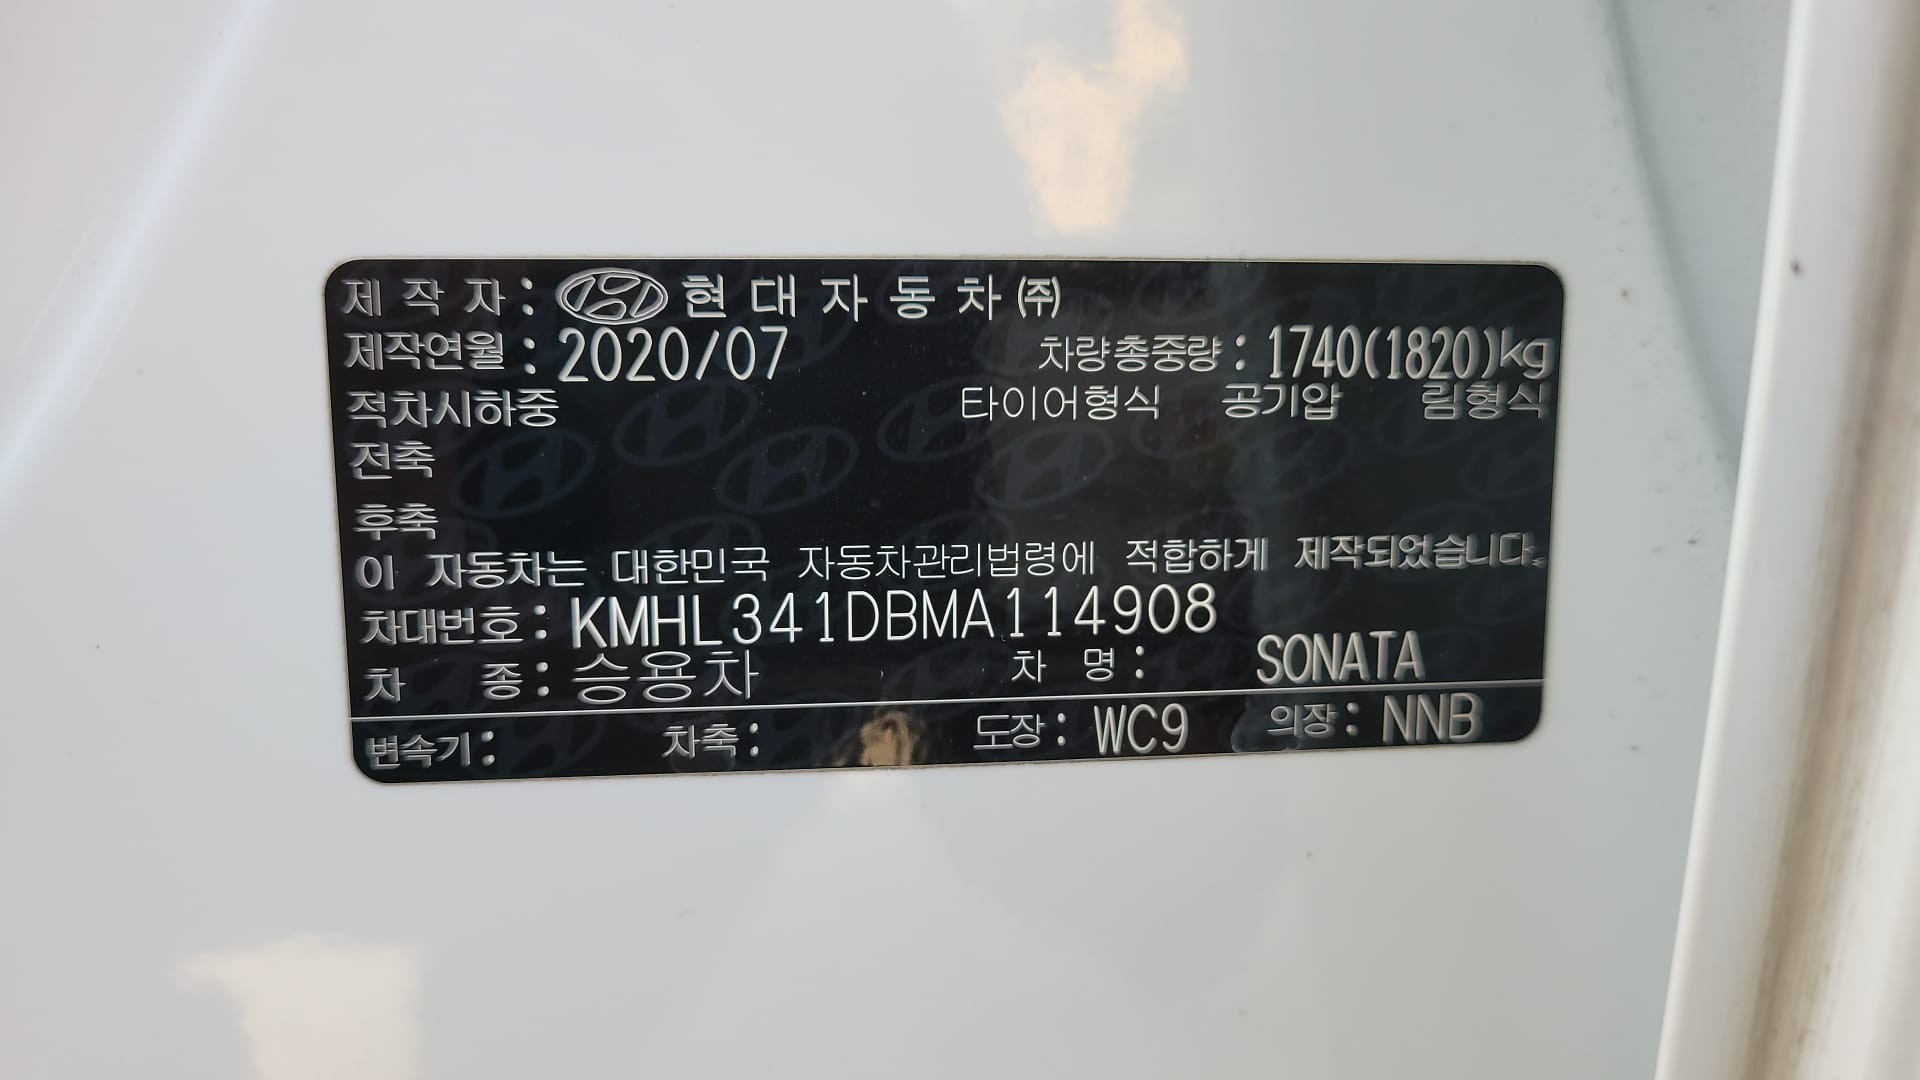 제 작 자 : 현 대 자 동 차 ㈜
제작연월 : 2020/07 차량총중량 : 1740(1820)kg
적차시하중 타이어형식 공기압 림형식
전축
후축
이 자동차는 대한민국 자동차관리법령에 적합하게 제작되었습니다.
차대번호 : KMHL341DBMA114908
차 종 : 승용차 차 명 : SONATA
변속기 : 차축 : 도장 : WC9 의장 : NNB